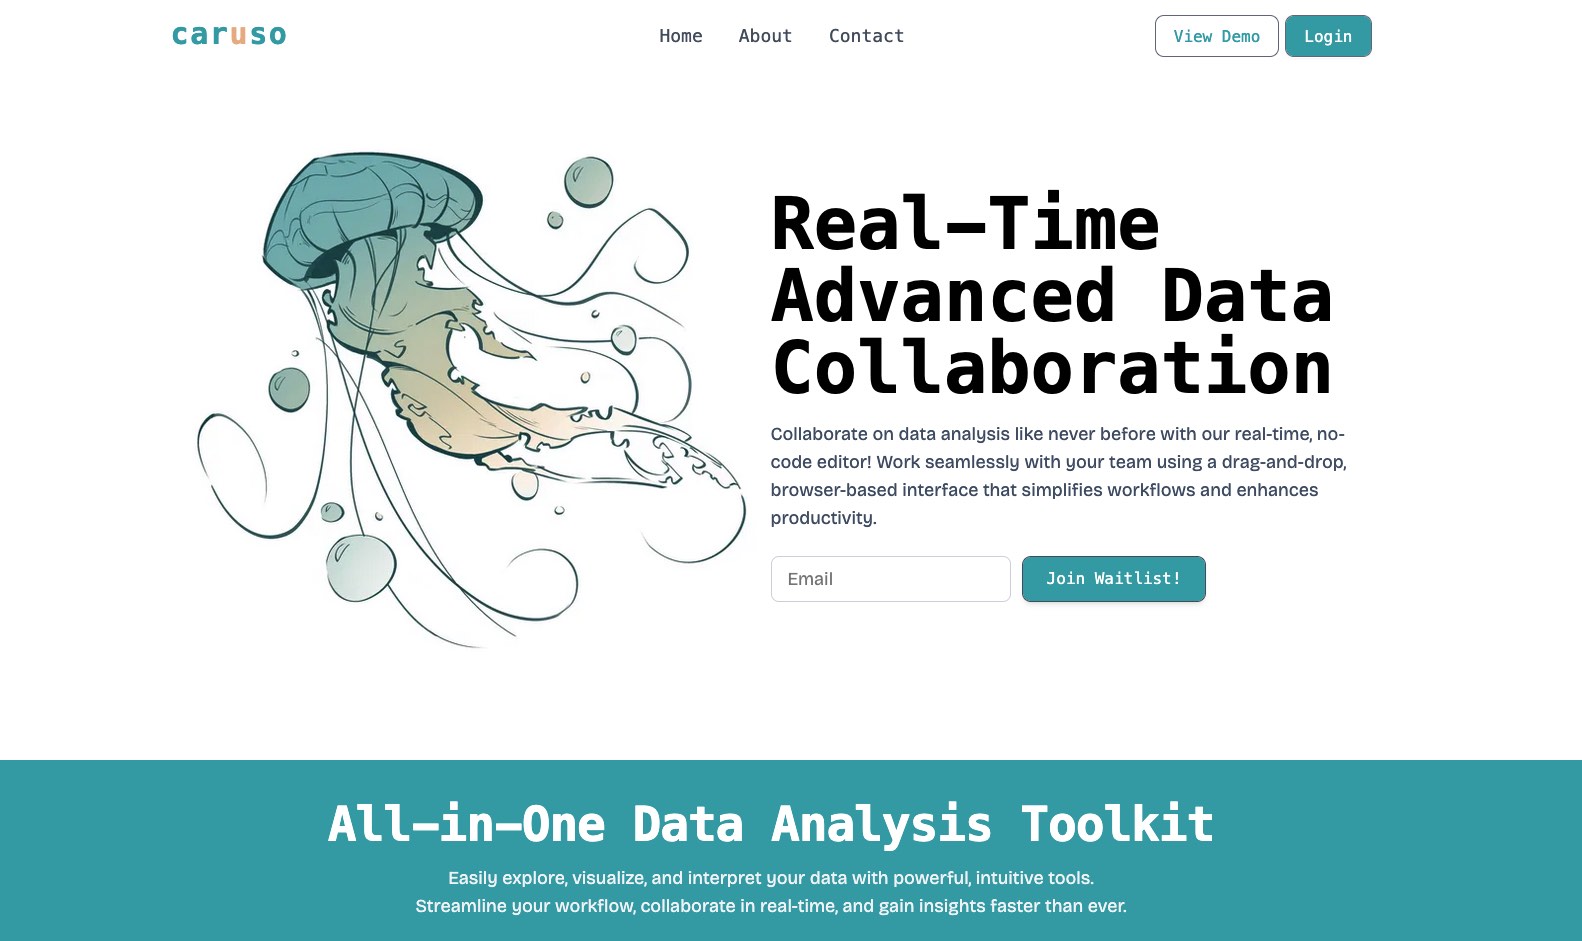 caruso
Home About Contact
View Demo Login
Real-Time
Advanced Data
Collaboration
Collaborate on data analysis like never before with our real-time, no-
code editor! Work seamlessly with your team using a drag-and-drop,
browser-based interface that simplifies workflows and enhances
productivity.
Email Join Waitlist!
All-in-One Data Analysis Toolkit
Easily explore, visualize, and interpret your data with powerful, intuitive tools.
Streamline your workflow, collaborate in real-time, and gain insights faster than ever.